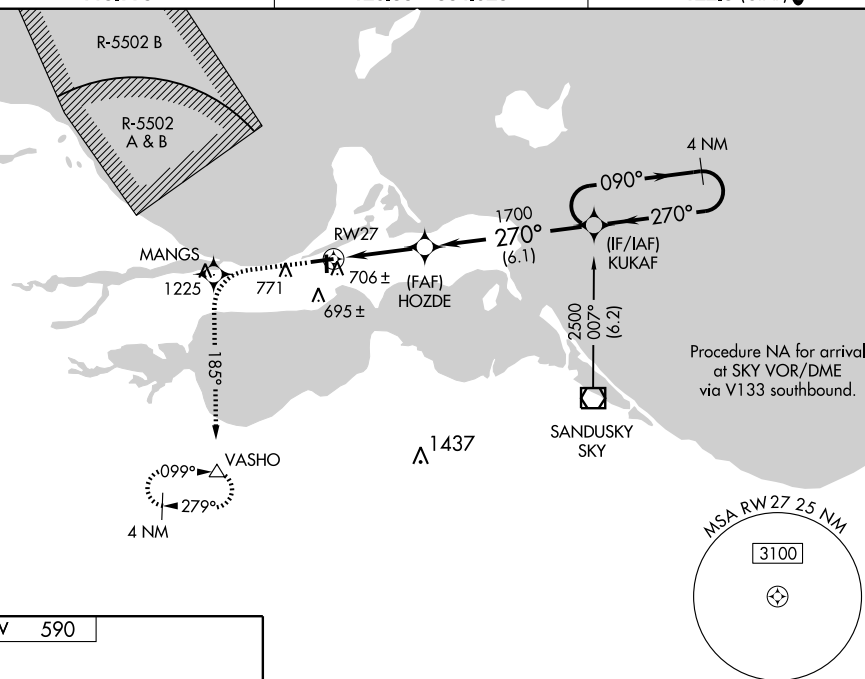 R-5502 B
R-5502
A & B
4 NM
090°
270°
1700
270°
(6.1)
(IF/IAF)
KUKAF
RW27
MANGS
1225
771
706 ±
695 ±
(FAF)
HOZDE
2500
007°
(6.2)
Procedure NA for arrival
at SKY VOR/DME
via V133 southbound.
185°
SANDUSKY
SKY
1437
VASHO
099°
279°
4 NM
MSA RW27 25 NM
3100
590